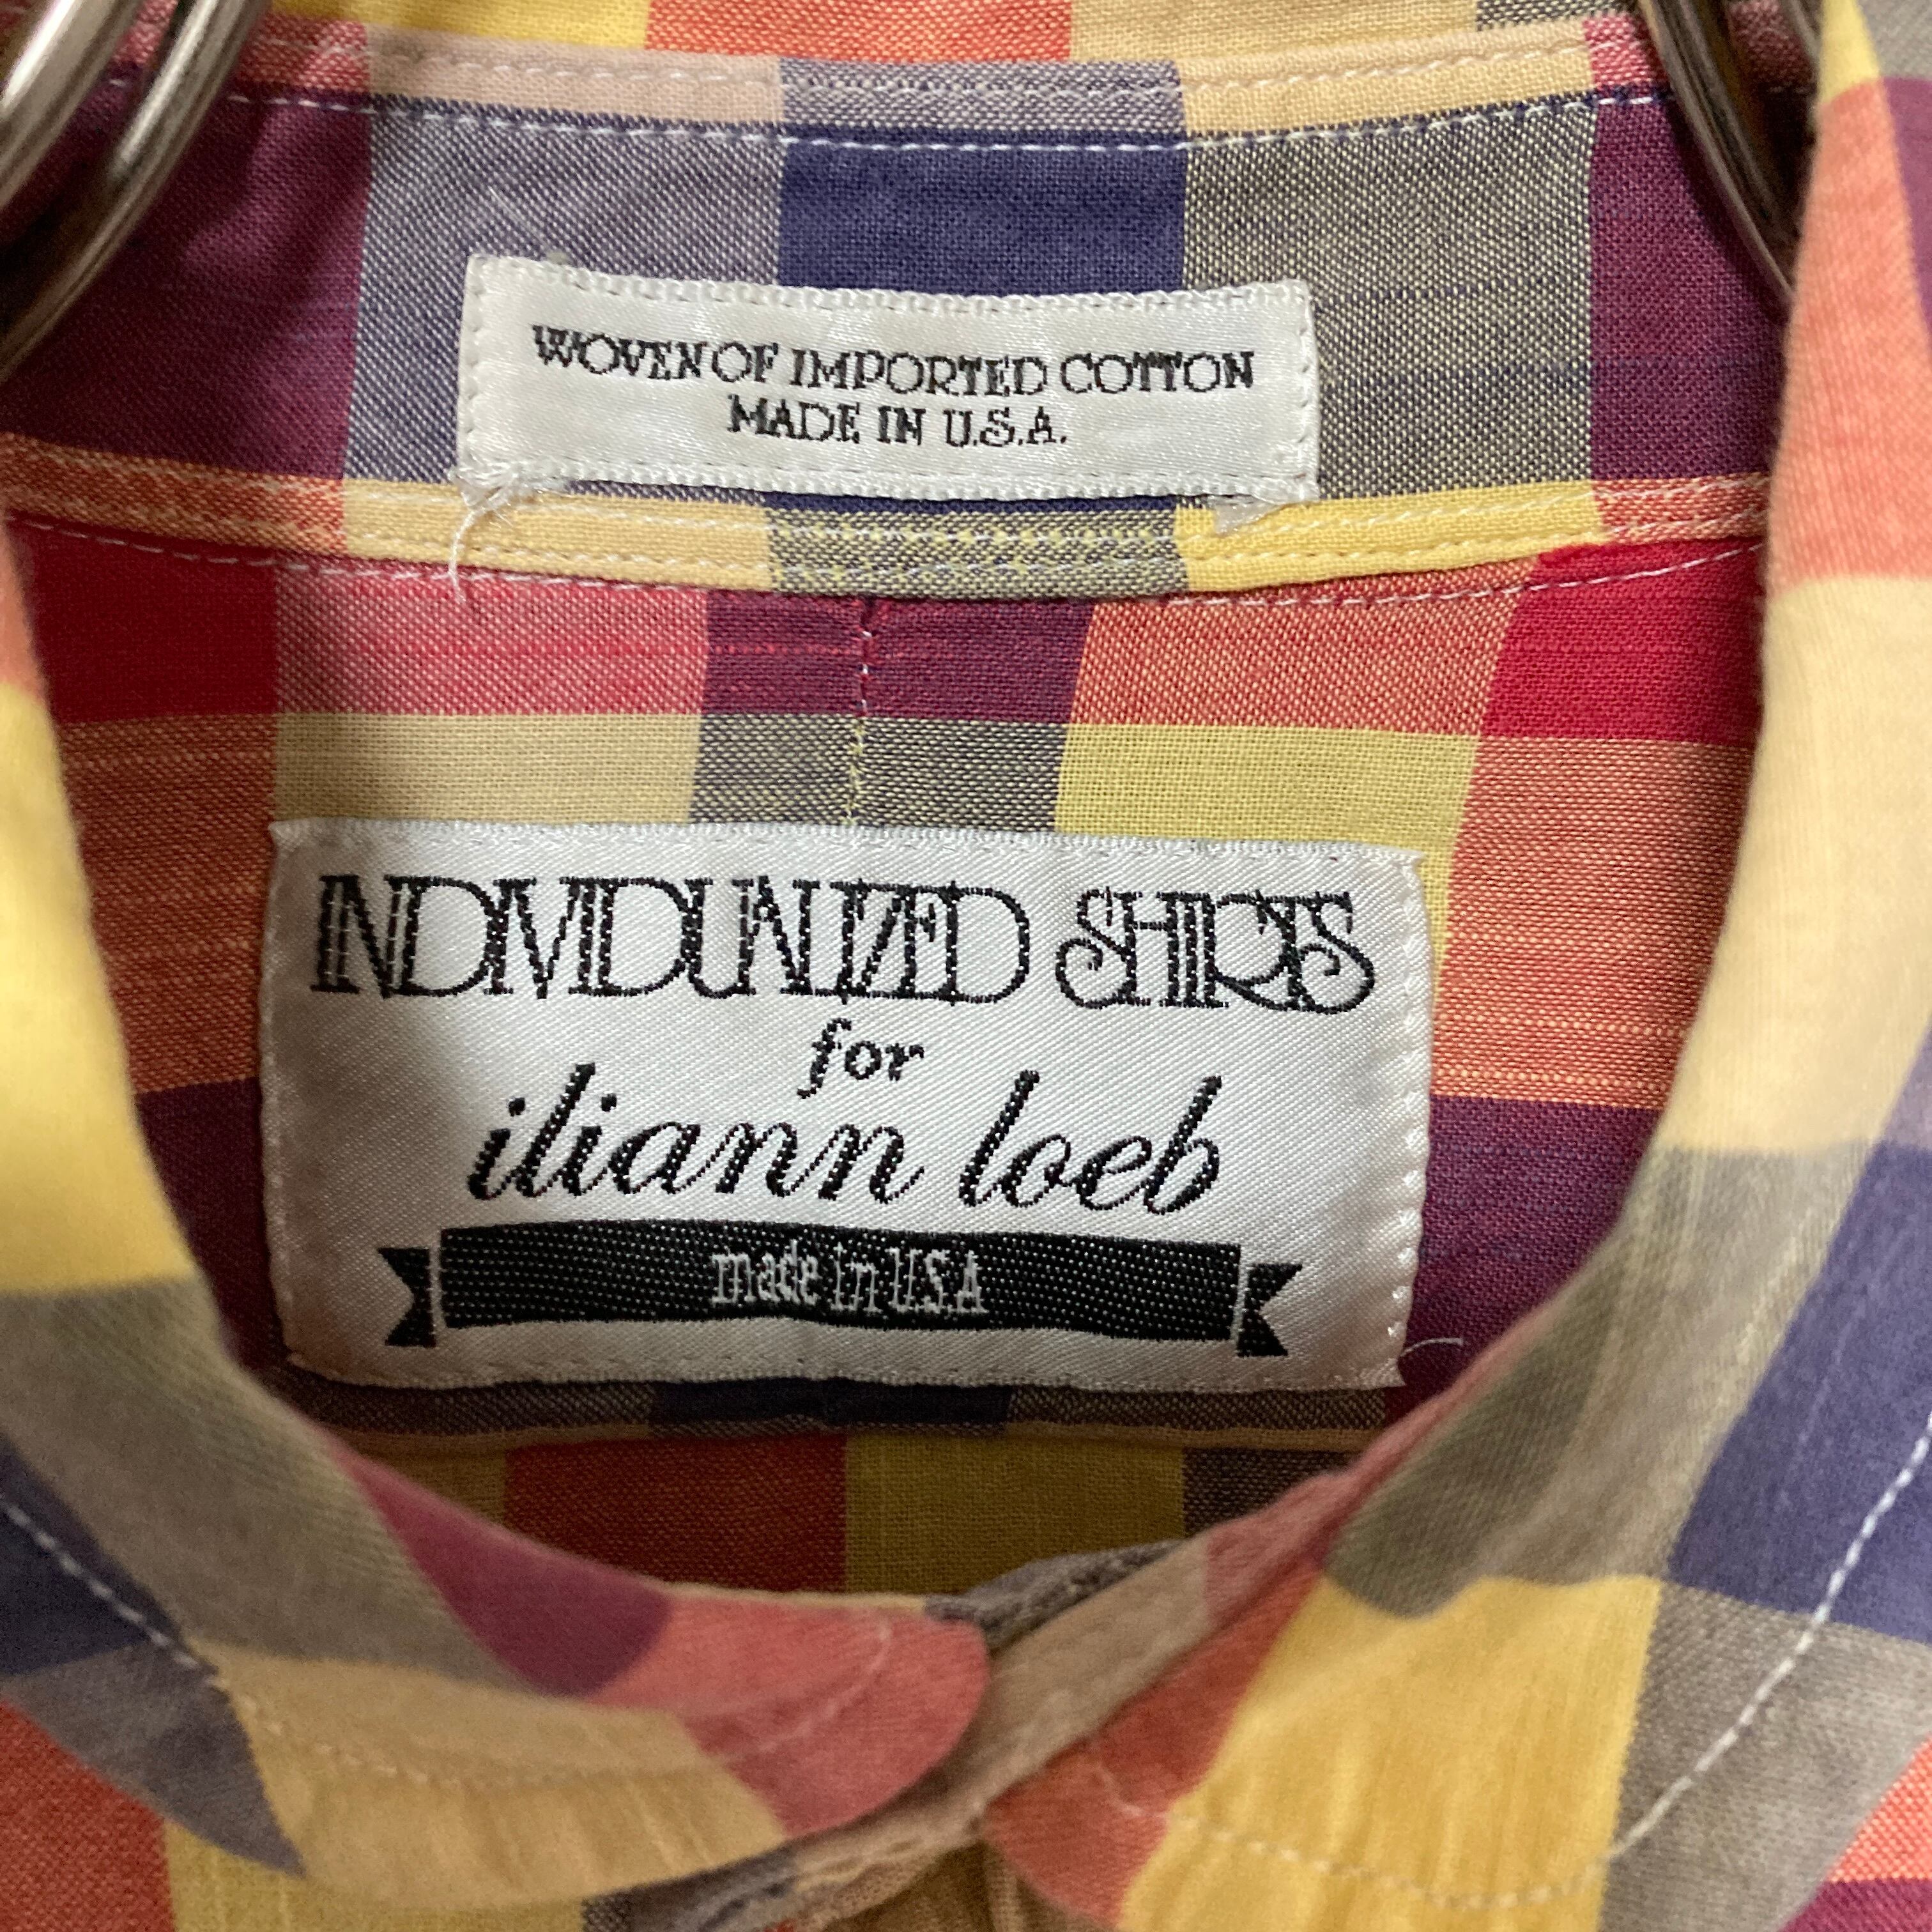 WOVEN OF IMPORTED COTTON
MADE IN U.S.A.
INDIVIDUALIZED SHIRTS
for
iliann loeb
made in U.S.A